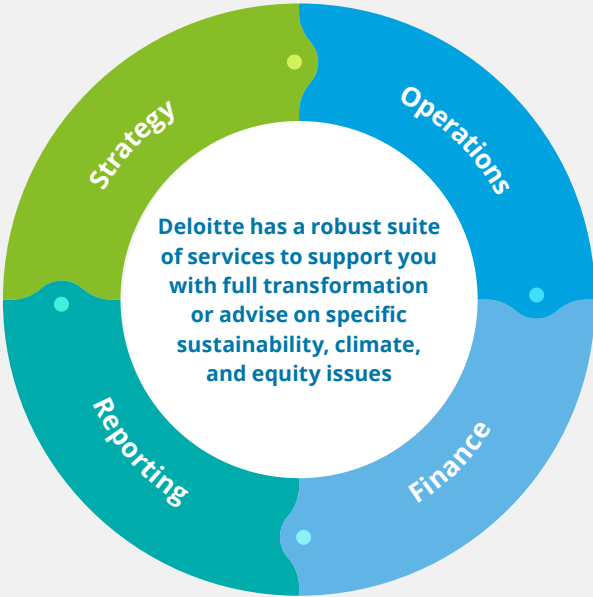 Strategy
Operations
Deloitte has a robust suite
of services to support you
with full transformation
or advise on specific
sustainability, climate,
and equity issues
Reporting
Finance